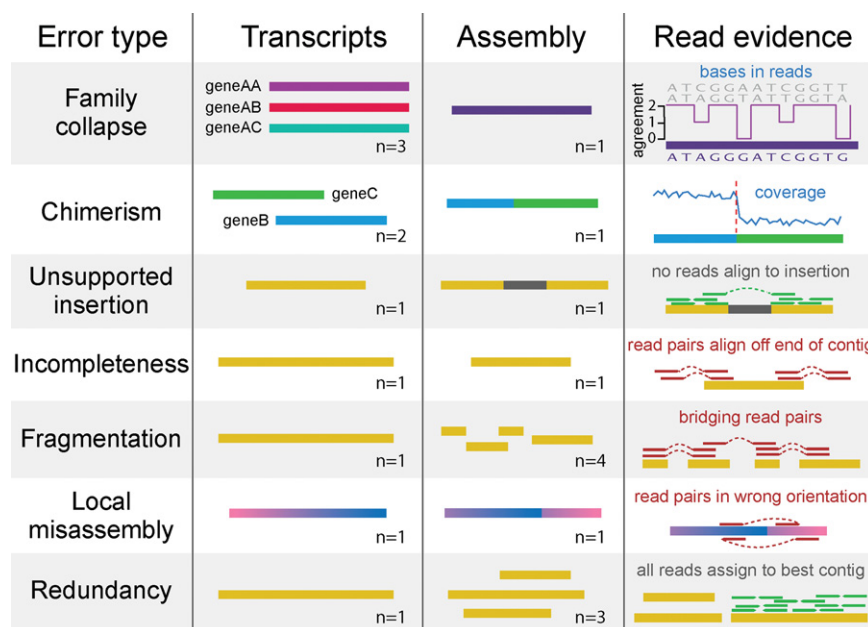 Error type Transcripts Assembly Read evidence
Family
collapse
geneAA
geneAB
geneAC
n=3
n=1
bases in reads
ATCGGAATCGGTT
ATAGGTATTGGTA
agreement
2
1
0
ATAGGGATCGGTG
Chimerism
geneC
geneB
n=2
n=1
coverage
Unsupported
insertion
n=1
n=1
no reads align to insertion
Incompleteness
n=1
n=1
read pairs align off end of contig
Fragmentation
n=1
n=4
bridging read pairs
Local
misassembly
n=1
n=1
read pairs in wrong orientation
Redundancy
n=1
n=3
all reads assign to best contig